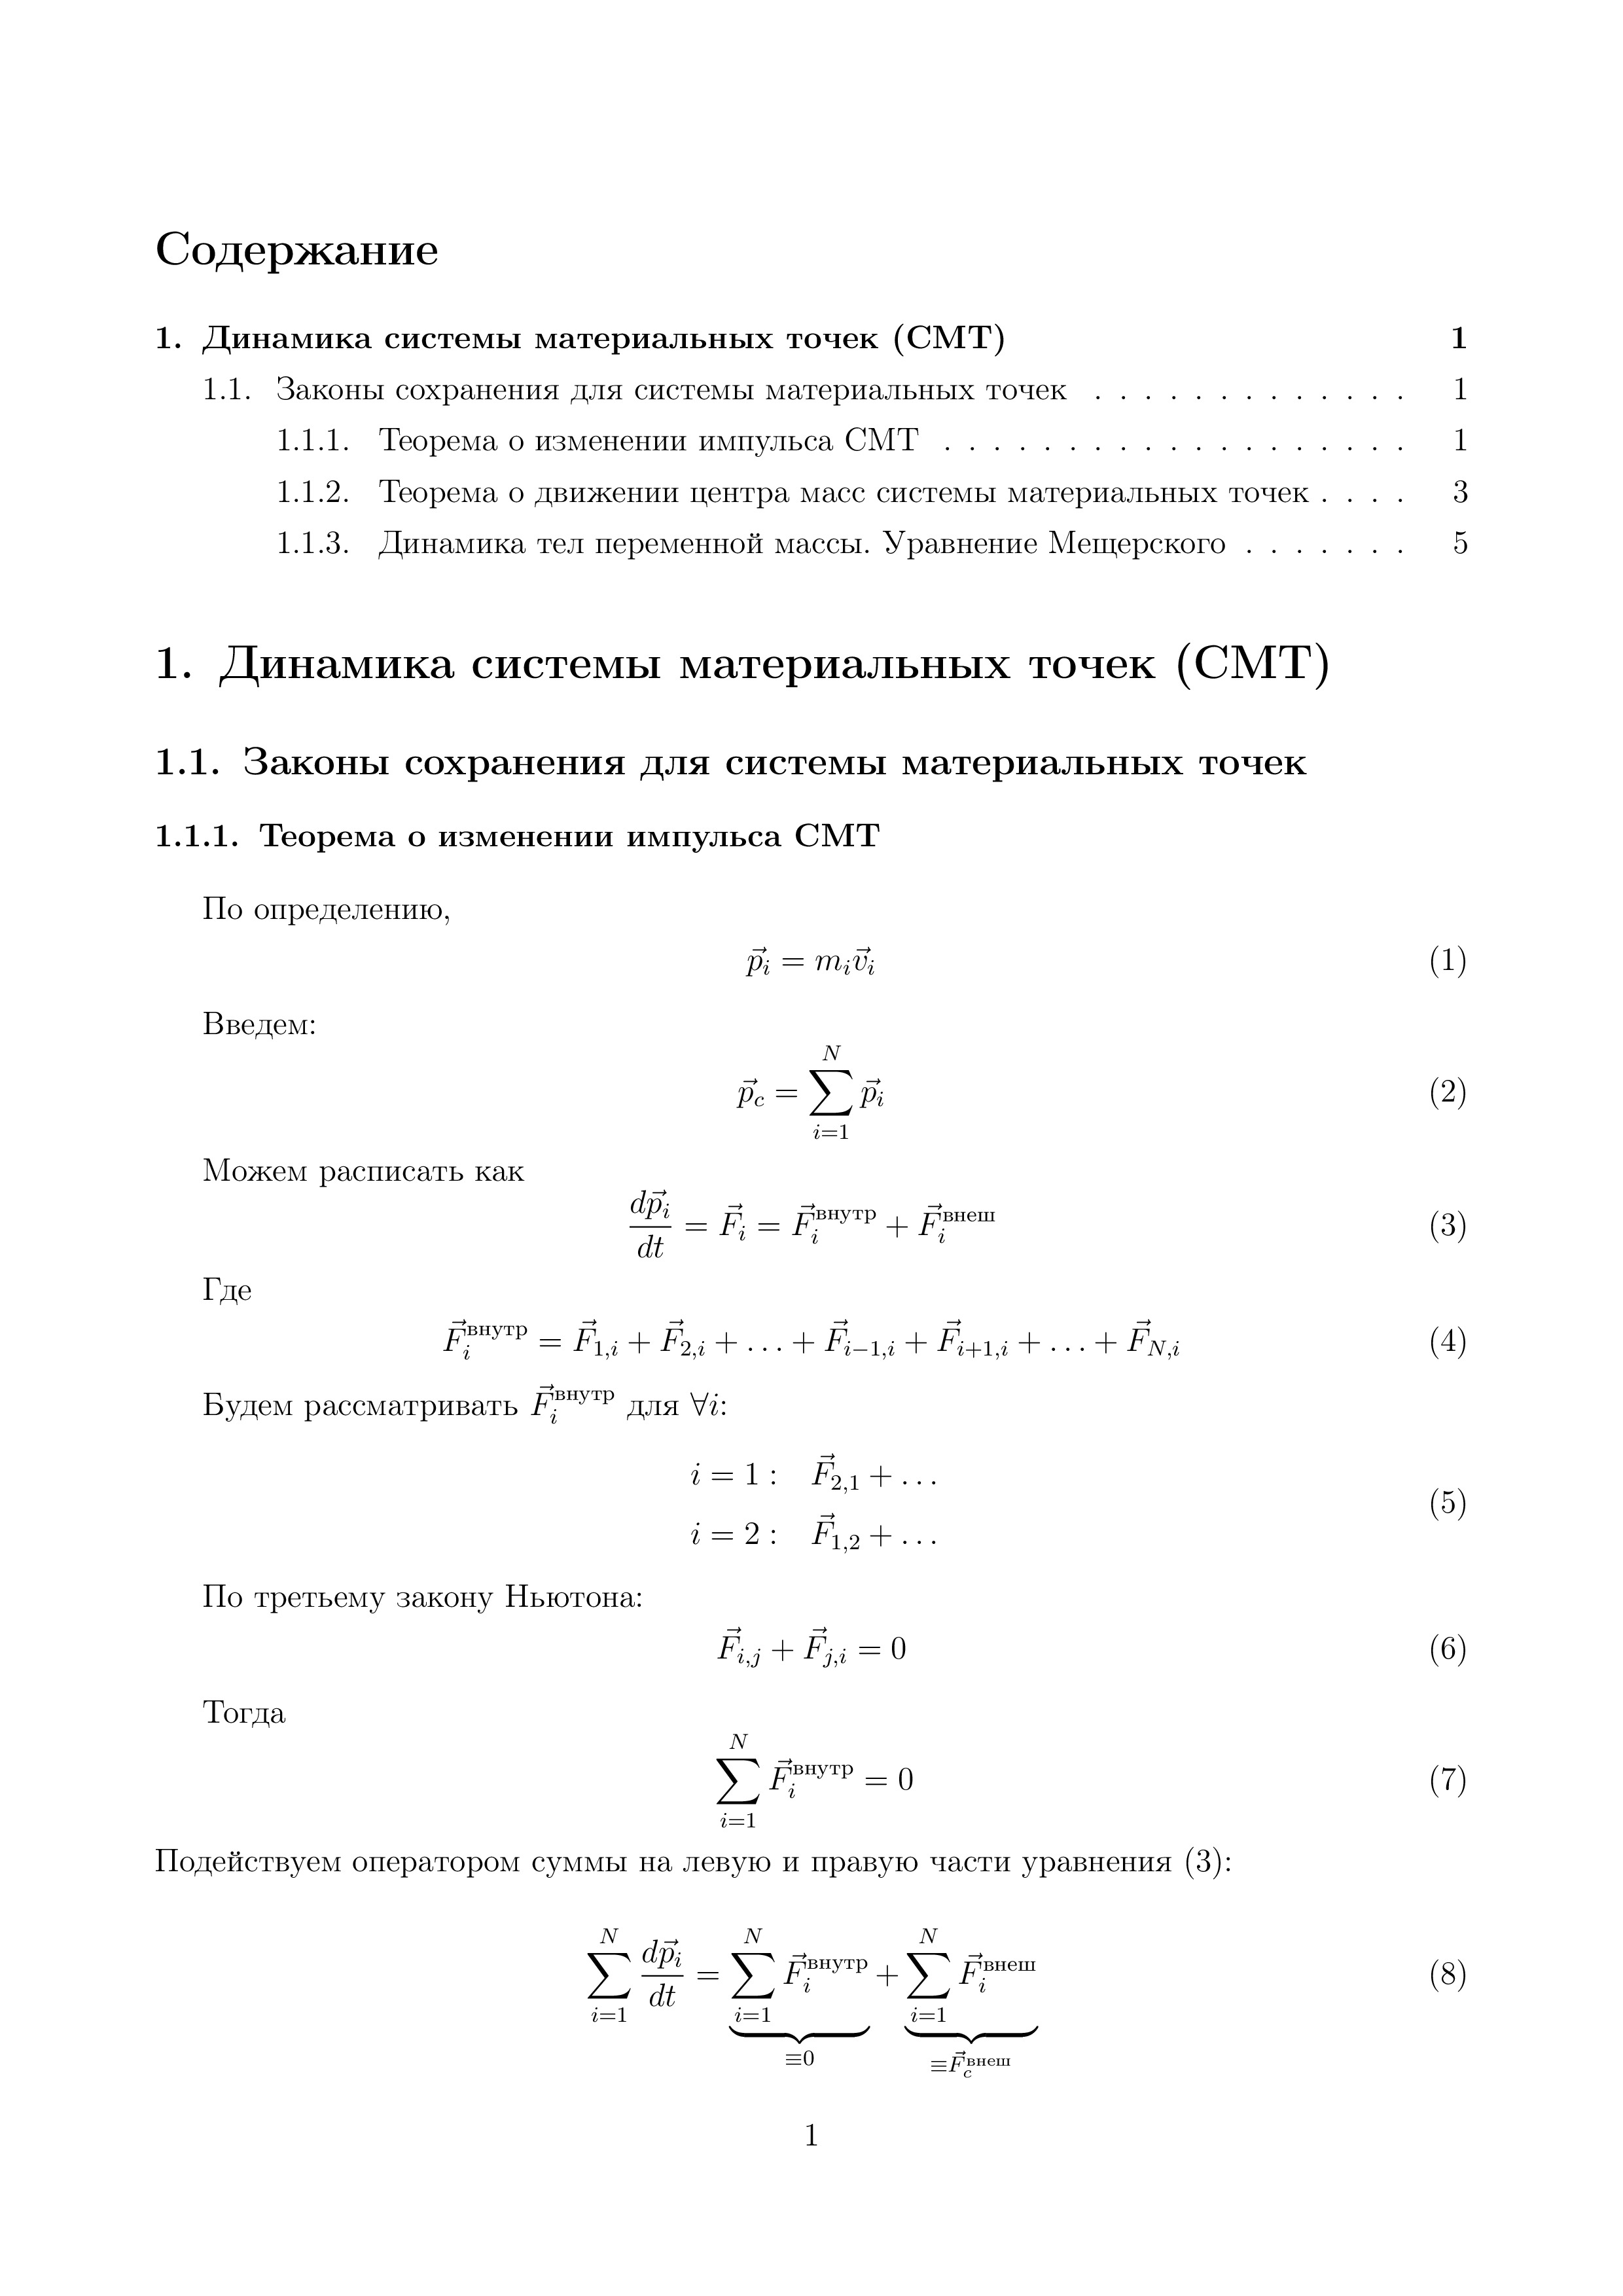 Содержание
1. Динамика системы материальных точек (СМТ) 1
1.1. Законы сохранения для системы материальных точек . . . . . . . . . . . . . 1
1.1.1. Теорема о изменении импульса СМТ . . . . . . . . . . . . . . . . . . . 1
1.1.2. Теорема о движении центра масс системы материальных точек . . . . 3
1.1.3. Динамика тел переменной массы. Уравнение Мещерского . . . . . . . 5
1. Динамика системы материальных точек (СМТ)
1.1. Законы сохранения для системы материальных точек
1.1.1. Теорема о изменении импульса СМТ
По определению,
$\vec{p}_i = m_i \vec{v}_i$ (1)
Введем:
$\vec{p}_c = \sum_{i=1}^{N} \vec{p}_i$ (2)
Можем расписать как
$\frac{d\vec{p}_i}{dt} = \vec{F}_i = \vec{F}_i^{\text{внутр}} + \vec{F}_i^{\text{внеш}}$ (3)
Где
$\vec{F}_i^{\text{внутр}} = \vec{F}_{1,i} + \vec{F}_{2,i} + \ldots + \vec{F}_{i-1,i} + \vec{F}_{i+1,i} + \ldots + \vec{F}_{N,i}$ (4)
Будем рассматривать $\vec{F}_i^{\text{внутр}}$ для $\forall i$:
$i = 1 : \quad \vec{F}_{2,1} + \ldots$
$i = 2 : \quad \vec{F}_{1,2} + \ldots$ (5)
По третьему закону Ньютона:
$\vec{F}_{i,j} + \vec{F}_{j,i} = 0$ (6)
Тогда
$\sum_{i=1}^{N} \vec{F}_i^{\text{внутр}} = 0$ (7)
Подействуем оператором суммы на левую и правую части уравнения (3):
$\sum_{i=1}^{N} \frac{d\vec{p}_i}{dt} = \underbrace{\sum_{i=1}^{N} \vec{F}_i^{\text{внутр}}}_{\equiv 0} + \underbrace{\sum_{i=1}^{N} \vec{F}_i^{\text{внеш}}}_{\equiv \vec{F}_c^{\text{внеш}}}$ (8)
1